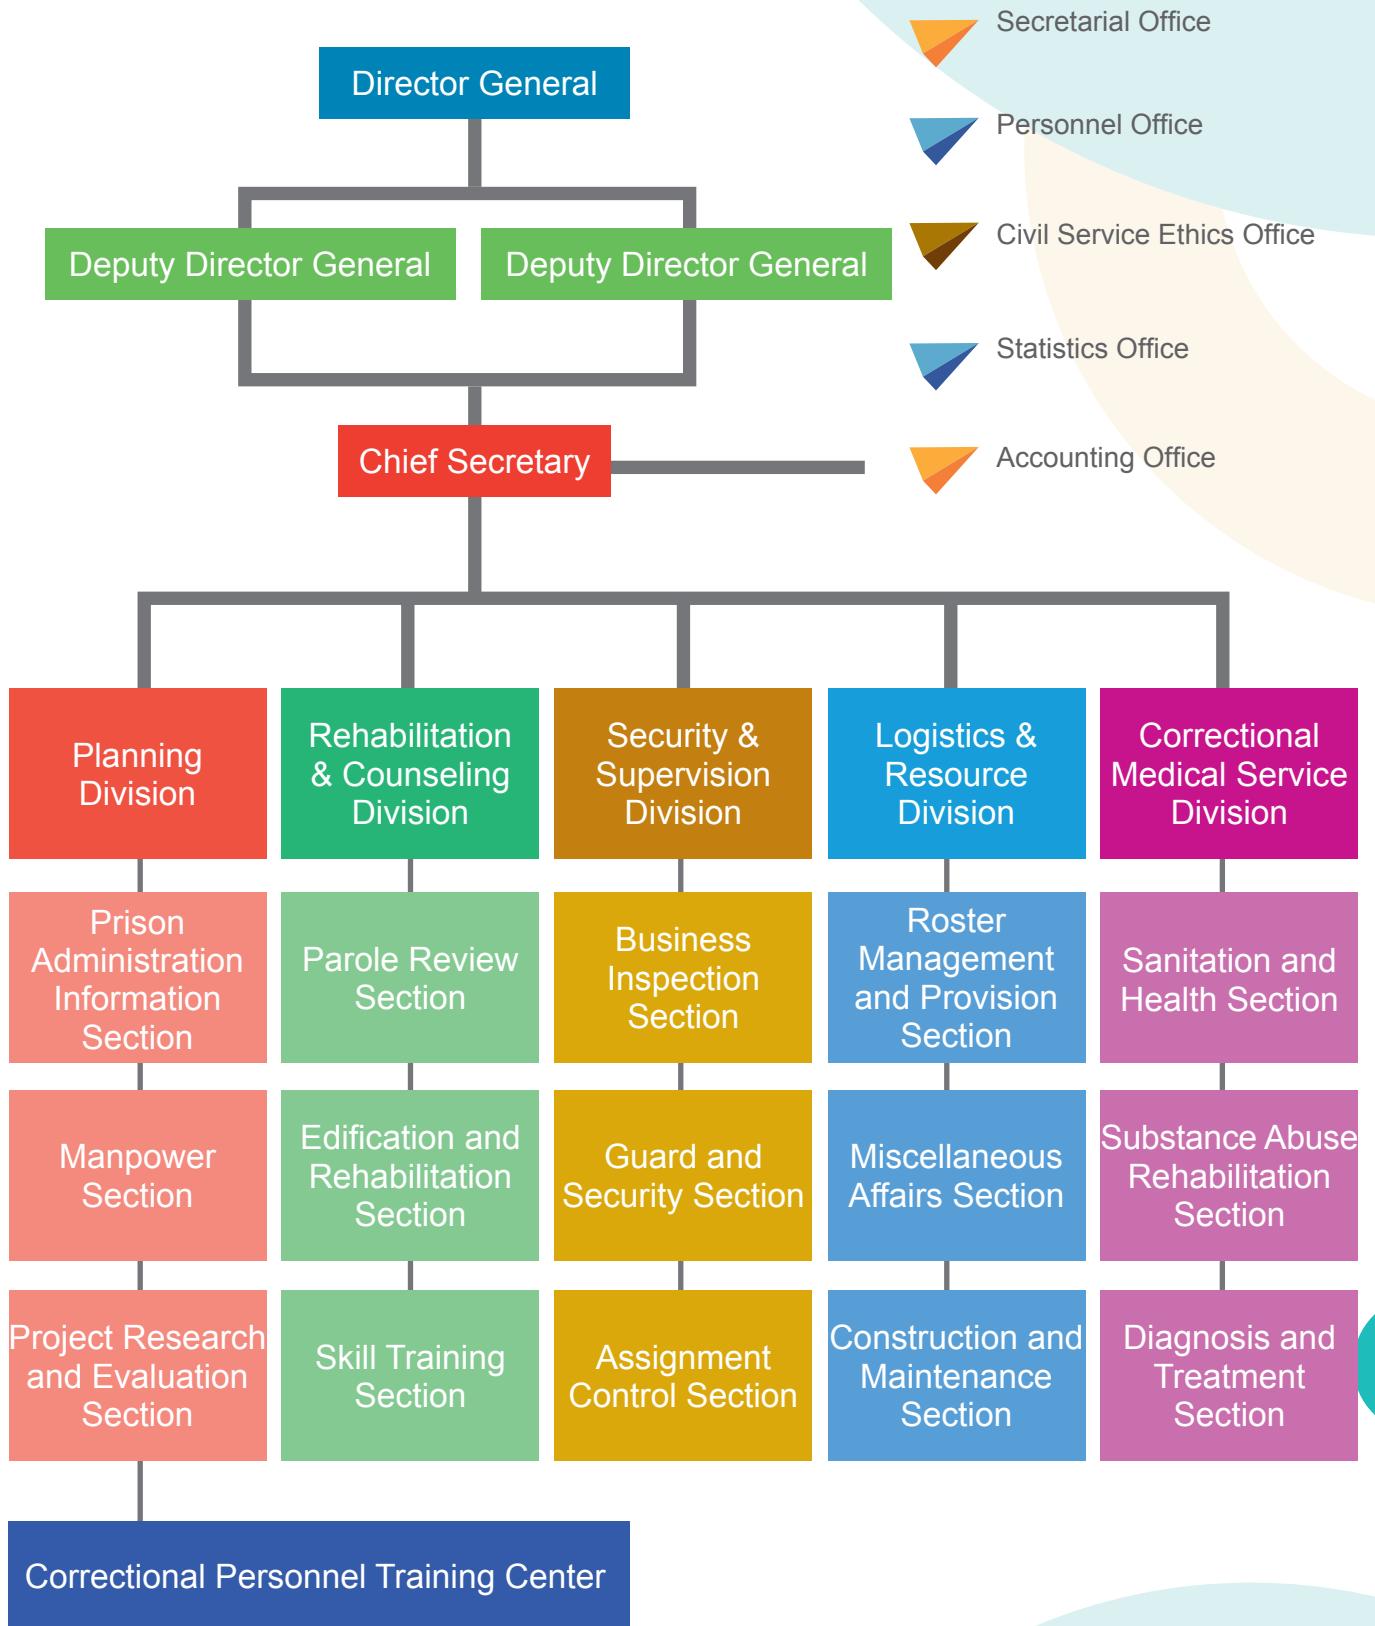 Secretarial Office
Director General
Personnel Office
Civil Service Ethics Office
Deputy Director General
Deputy Director General
Statistics Office
Chief Secretary
Accounting Office
Planning
Division
Rehabilitation
& Counseling
Division
Security &
Supervision
Division
Logistics &
Resource
Division
Correctional
Medical Service
Division
Prison
Administration
Information
Section
Parole Review
Section
Business
Inspection
Section
Roster
Management
and Provision
Section
Sanitation and
Health Section
Manpower
Section
Edification and
Rehabilitation
Section
Guard and
Security Section
Miscellaneous
Affairs Section
Substance Abuse
Rehabilitation
Section
Project Research
and Evaluation
Section
Skill Training
Section
Assignment
Control Section
Construction and
Maintenance
Section
Diagnosis and
Treatment
Section
Correctional Personnel Training Center